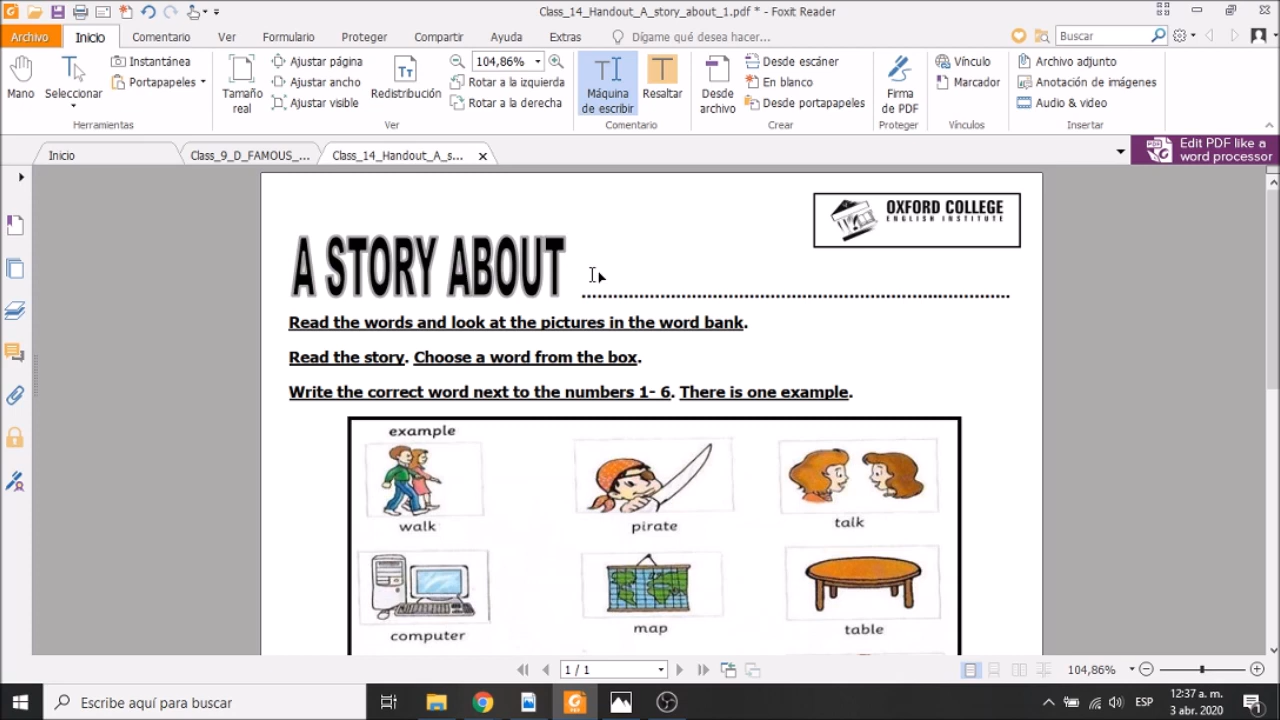 Class_14_Handout_A_story_about_1.pdf * - Foxit Reader
Archivo
Inicio
Comentario
Ver
Formulario
Proteger
Compartir
Ayuda
Extras
Dígame qué desea hacer...
Buscar
Mano
Seleccionar
Instantánea
Portapapeles
Herramientas
Tamaño
real
Ajustar página
Ajustar ancho
Ajustar visible
Redistribución
104,86%
Rotar a la izquierda
Rotar a la derecha
Ver
Máquina
de escribir
Resaltar
Comentario
Desde
archivo
Desde escáner
En blanco
Desde portapapeles
Crear
Firma
de PDF
Proteger
Vínculo
Marcador
Vínculos
Archivo adjunto
Anotación de imágenes
Audio & video
Insertar
Inicio
Class_9_D_FAMOUS_...
Class_14_Handout_A_s...
Edit PDF like a
word processor
OXFORD COLLEGE
ENGLISH INSTITUTE
A STORY ABOUT
Read the words and look at the pictures in the word bank.
Read the story. Choose a word from the box.
Write the correct word next to the numbers 1- 6. There is one example.
example
walk
pirate
talk
computer
map
table
1 / 1
104,86%
Escribe aquí para buscar
ESP
12:37 a. m.
3 abr. 2020
1